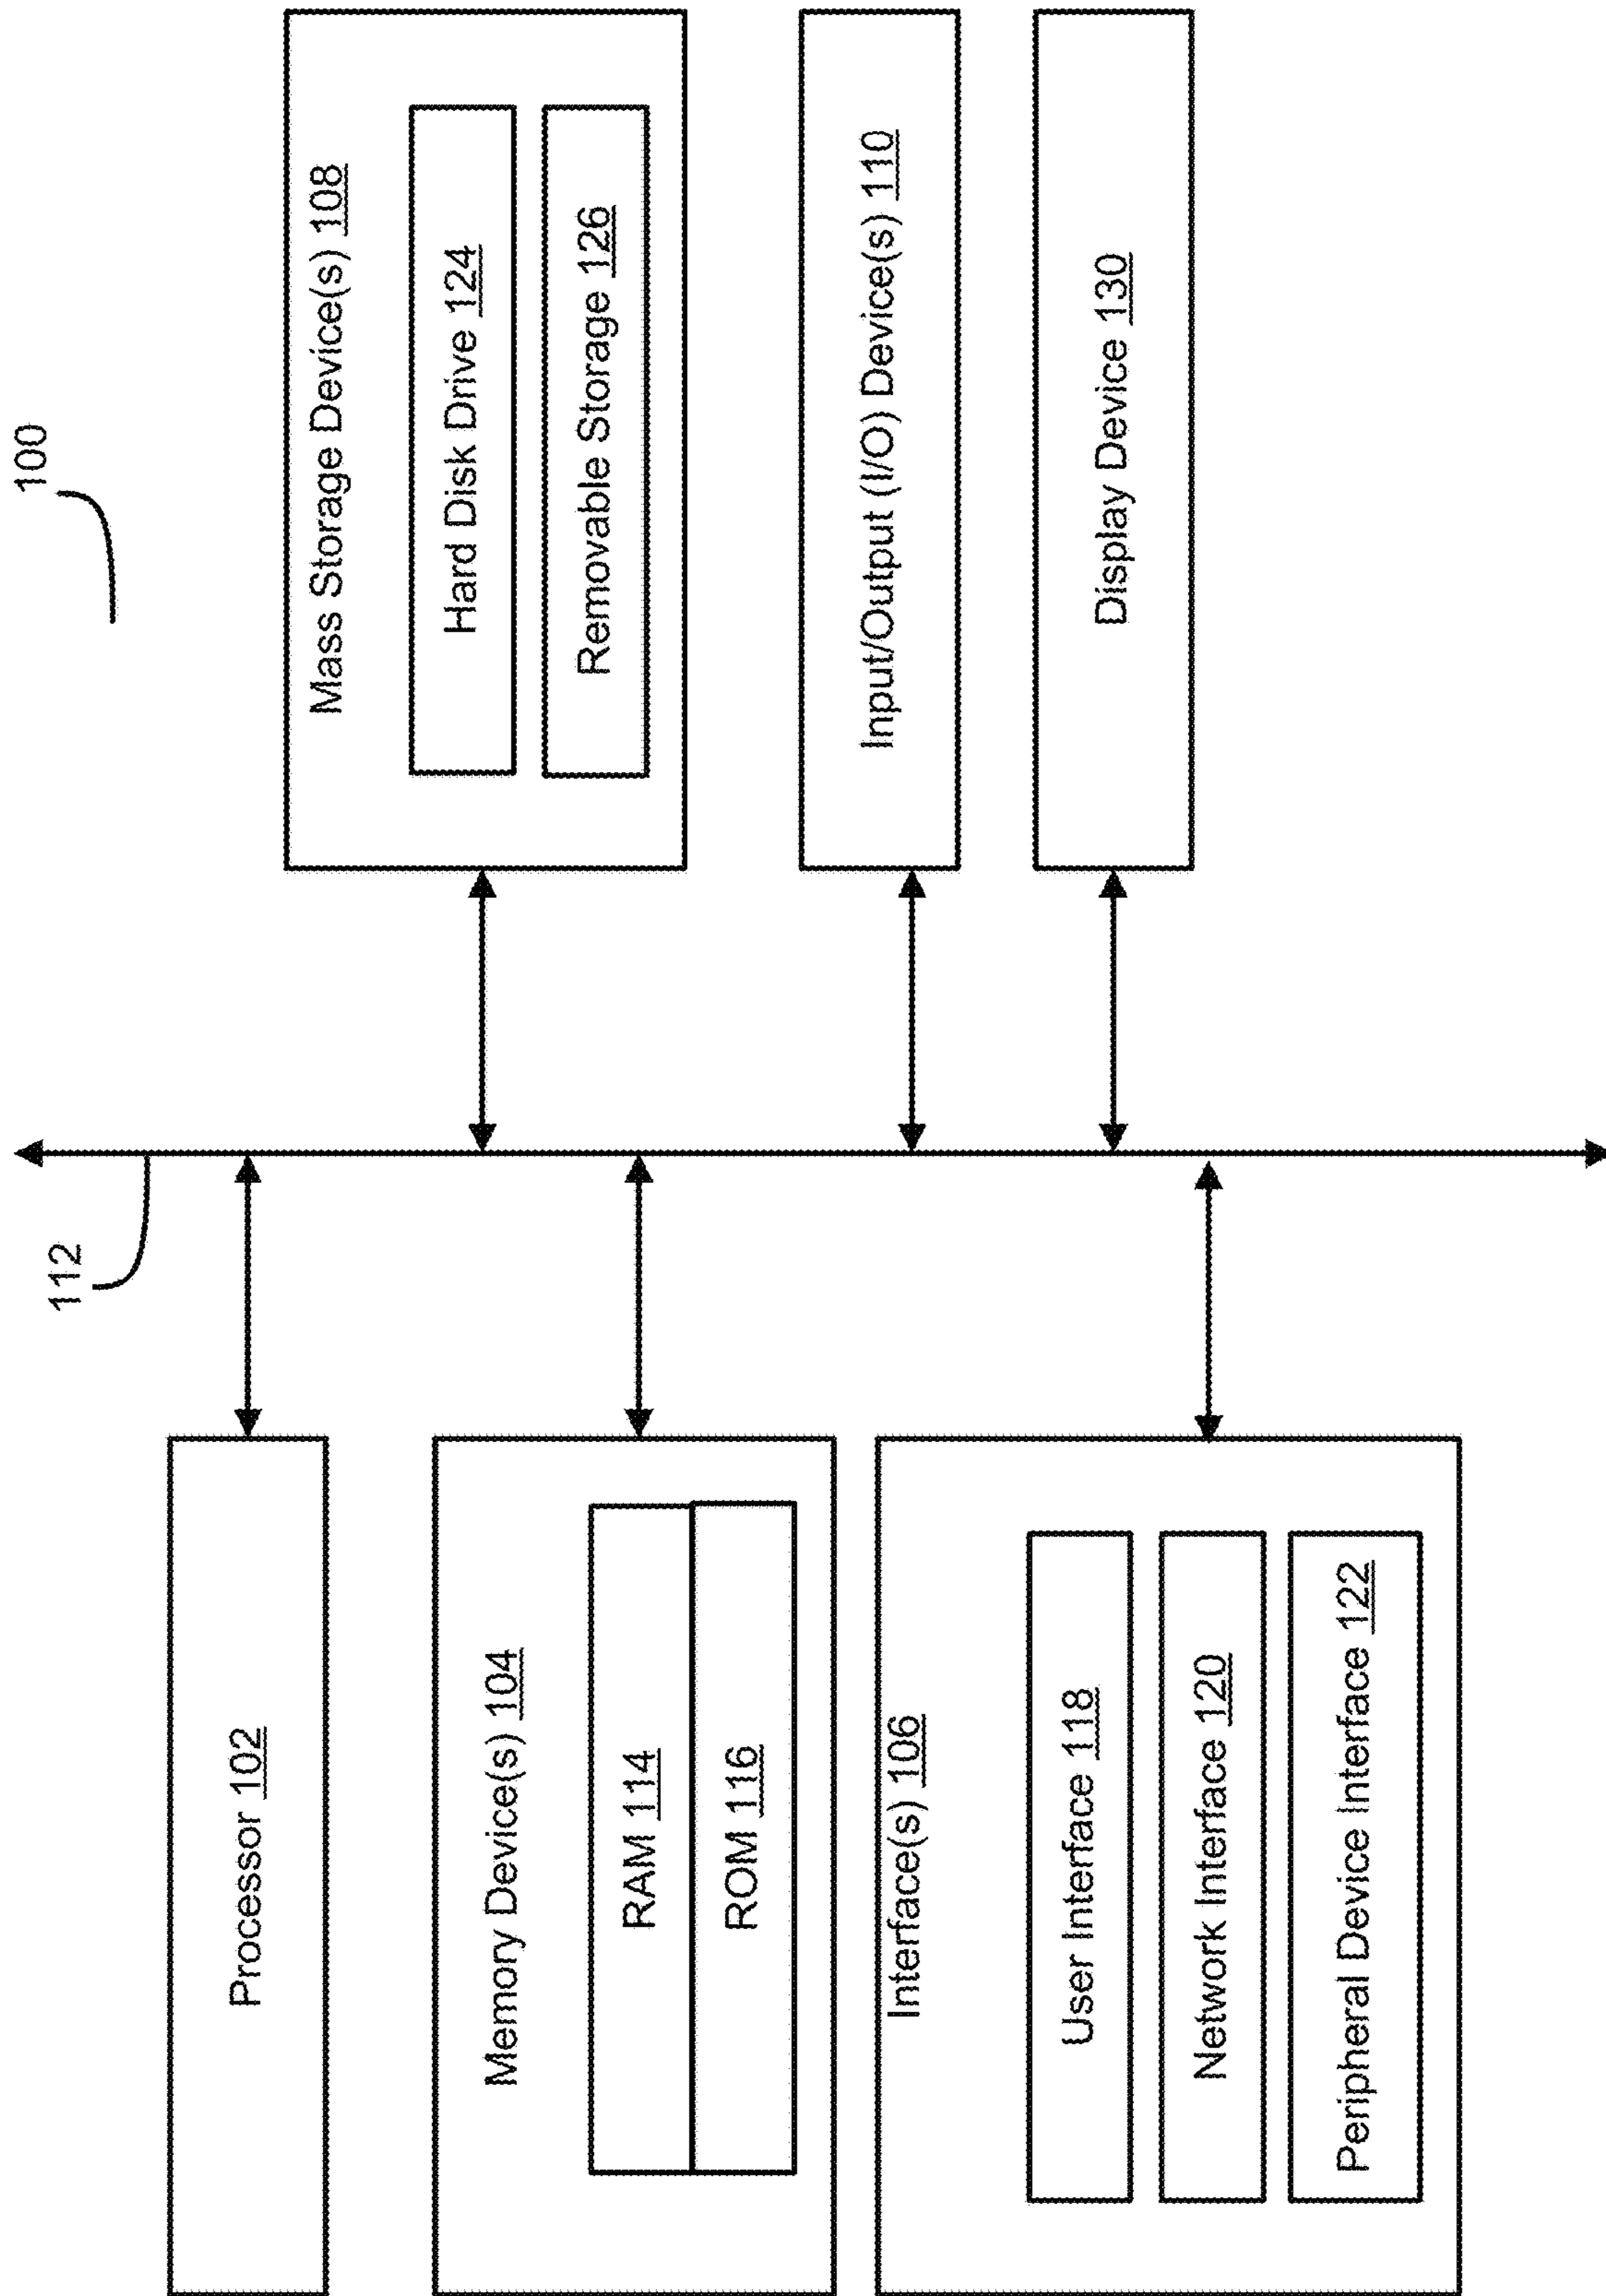 100
112
Processor 102
Memory Device(s) 104
RAM 114
ROM 116
Interface(s) 106
User Interface 118
Network Interface 120
Peripheral Device Interface 122
Mass Storage Device(s) 108
Hard Disk Drive 124
Removable Storage 126
Input/Output (I/O) Device(s) 110
Display Device 130